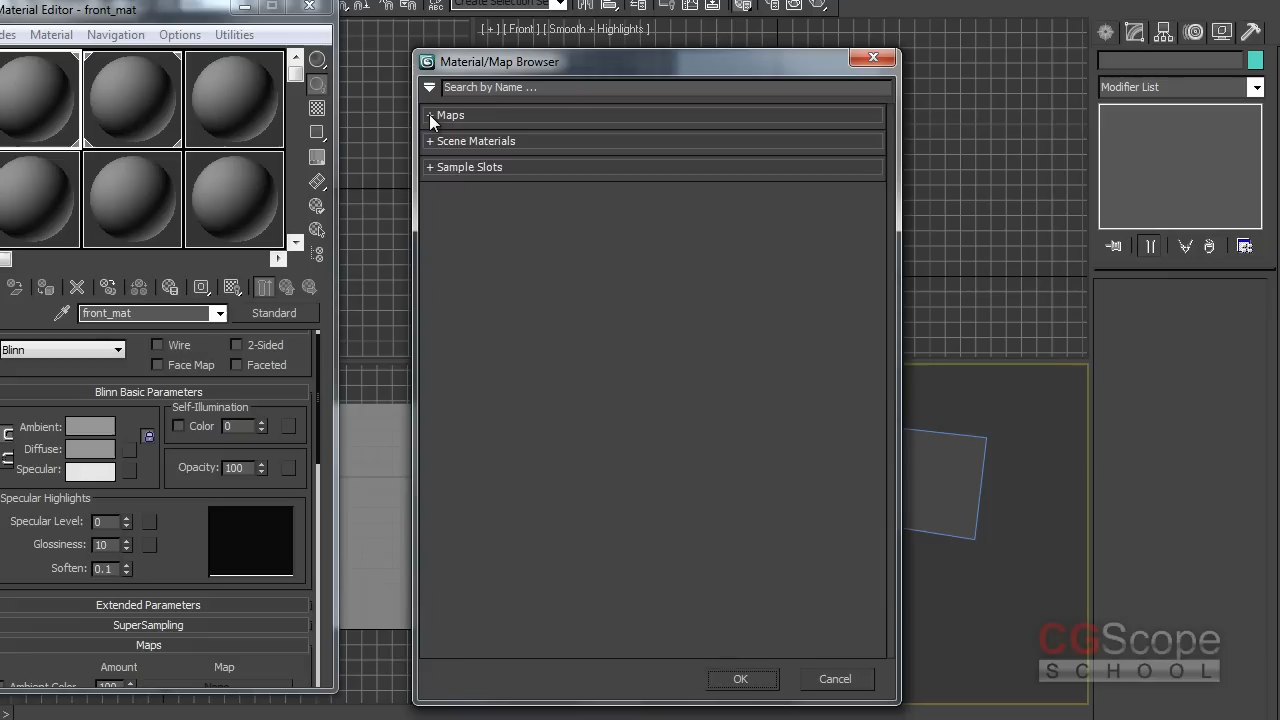 Material Editor - front_mat
Material
Navigation
Options
Utilities
Create Selection Se
[ + ] [ Front ] [ Smooth + Highlights ]
Material/Map Browser
Search by Name ...
Maps
+ Scene Materials
+ Sample Slots
OK
Cancel
Modifier List
front_mat
Standard
Blinn
Wire
2-Sided
Face Map
Faceted
Blinn Basic Parameters
Ambient:
Diffuse:
Specular:
Self-Illumination
Color
0
Opacity:
100
Specular Highlights
Specular Level:
0
Glossiness:
10
Soften:
0.1
Extended Parameters
SuperSampling
Maps
Amount
Map
CGScope
SCHOOL